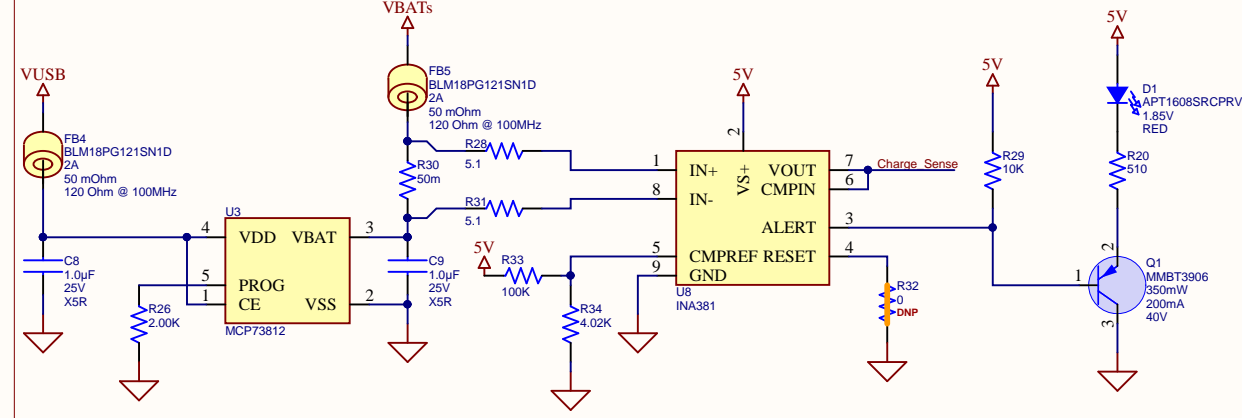 VBATs
5V
VUSB
FB5
BLM18PG121SN1D
2A
50 mOhm
120 Ohm @ 100MHz
5V
5V
D1
APT1608SRCPRV
1.85V
RED
FB4
BLM18PG121SN1D
2A
50 mOhm
120 Ohm @ 100MHz
R28
5.1
R30
50m
R31
5.1
2
1
IN+
8
IN-
VS+
VOUT
7
CMPIN
6
Charge_Sense
ALERT
3
5
CMPREF
RESET
4
9
GND
U8
INA381
R29
10K
R20
510
U3
4
VDD
VBAT
3
5
PROG
1
CE
VSS
2
MCP73812
C8
1.0µF
25V
X5R
R26
2.00K
C9
1.0µF
25V
X5R
5V
R33
100K
R34
4.02K
R32
0
DNP
2
1
3
Q1
MMBT3906
350mW
200mA
40V